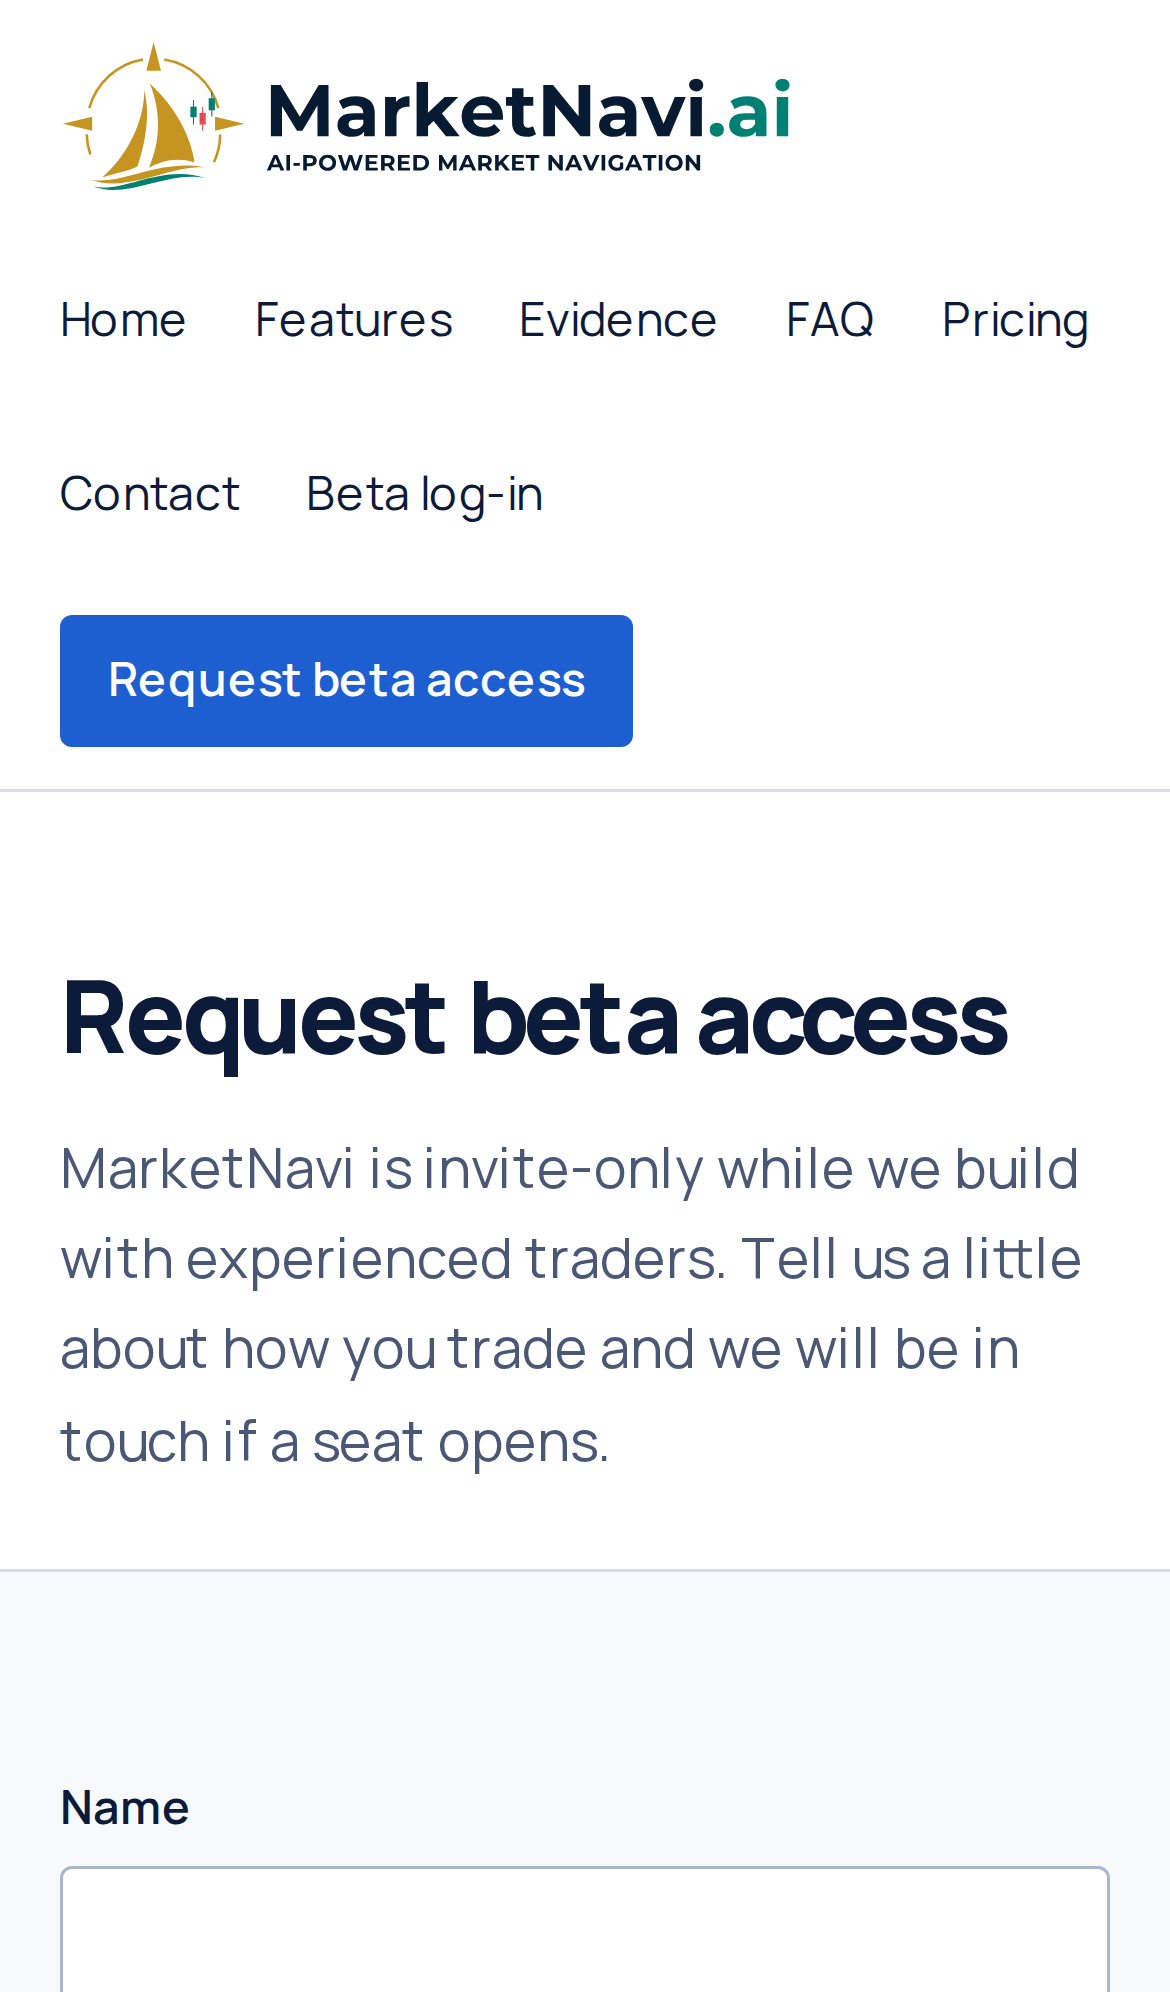 MarketNavi.ai
AI-POWERED MARKET NAVIGATION
Home Features Evidence FAQ Pricing
Contact Beta log-in
Request beta access
Request beta access
MarketNavi is invite-only while we build
with experienced traders. Tell us a little
about how you trade and we will be in
touch if a seat opens.
Name